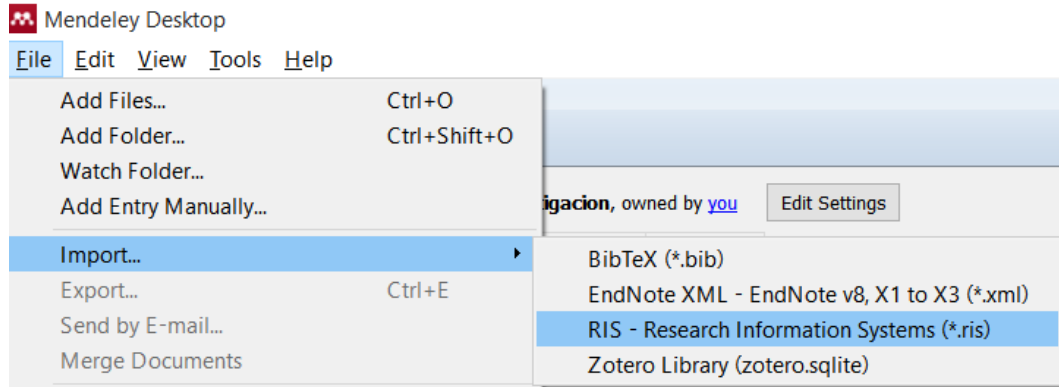 Mendeley Desktop
File Edit View Tools Help
Add Files... Ctrl+O
Add Folder... Ctrl+Shift+O
Watch Folder...
Add Entry Manually...
igacion, owned by you Edit Settings
Import...
Export... Ctrl+E
Send by E-mail...
Merge Documents
BibTeX (*.bib)
EndNote XML - EndNote v8, X1 to X3 (*.xml)
RIS - Research Information Systems (*.ris)
Zotero Library (zotero.sqlite)